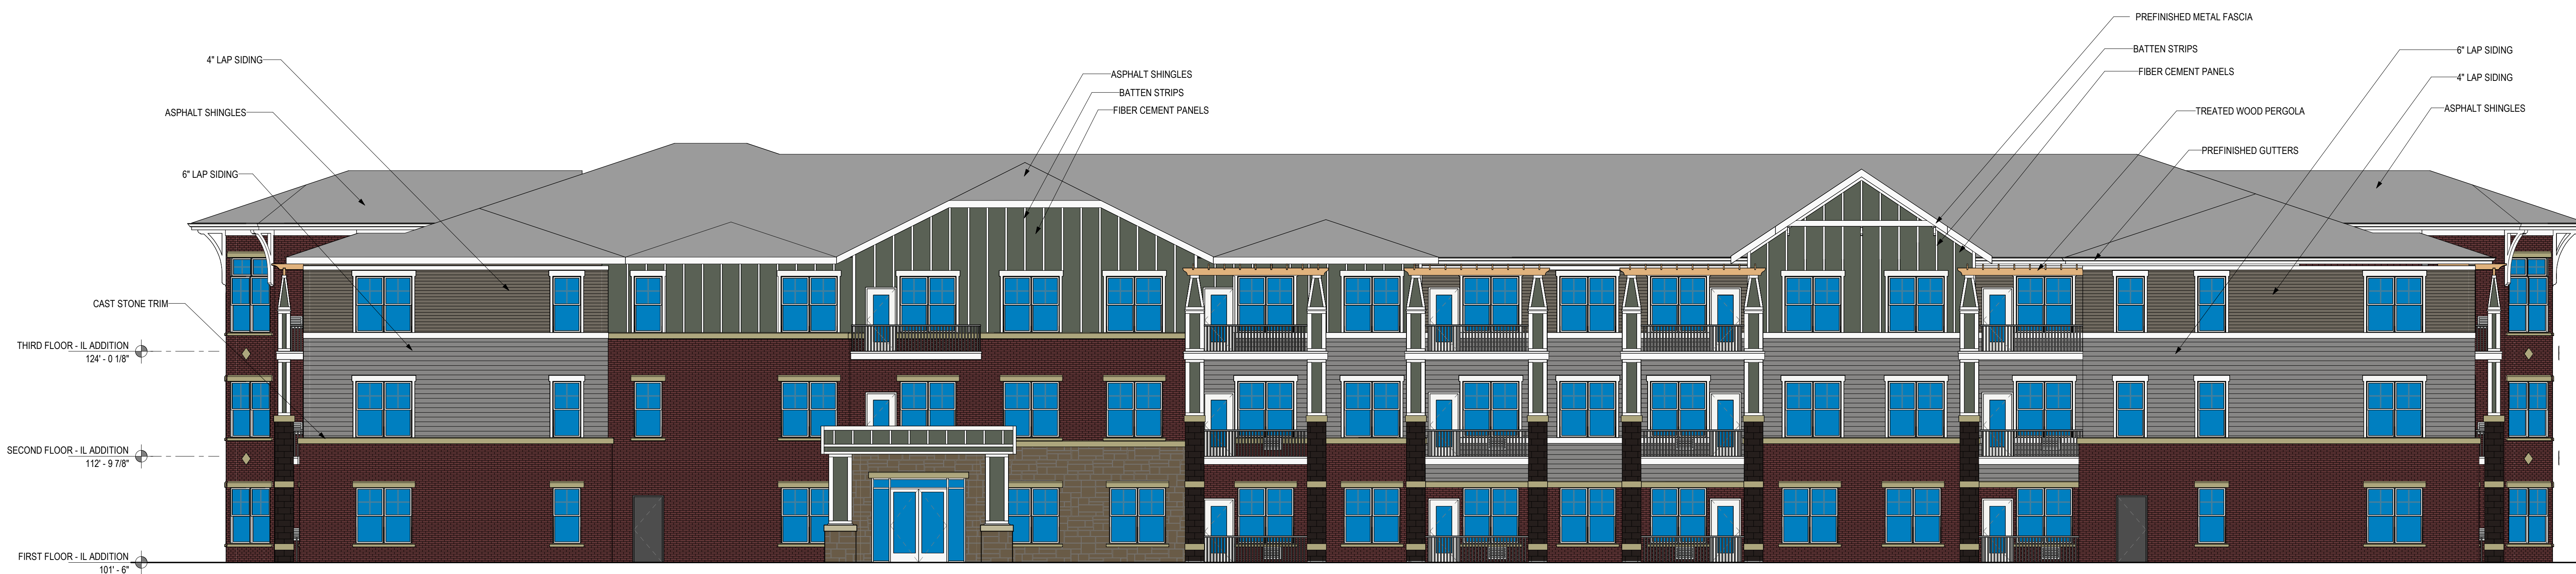 PREFINISHED METAL FASCIA
BATTEN STRIPS
6" LAP SIDING
4" LAP SIDING
ASPHALT SHINGLES
FIBER CEMENT PANELS
4" LAP SIDING
BATTEN STRIPS
ASPHALT SHINGLES
FIBER CEMENT PANELS
TREATED WOOD PERGOLA
ASPHALT SHINGLES
PREFINISHED GUTTERS
6" LAP SIDING
CAST STONE TRIM
THIRD FLOOR - IL ADDITION
124' - 0 1/8"
SECOND FLOOR - IL ADDITION
112' - 9 7/8"
FIRST FLOOR - IL ADDITION
101' - 6"